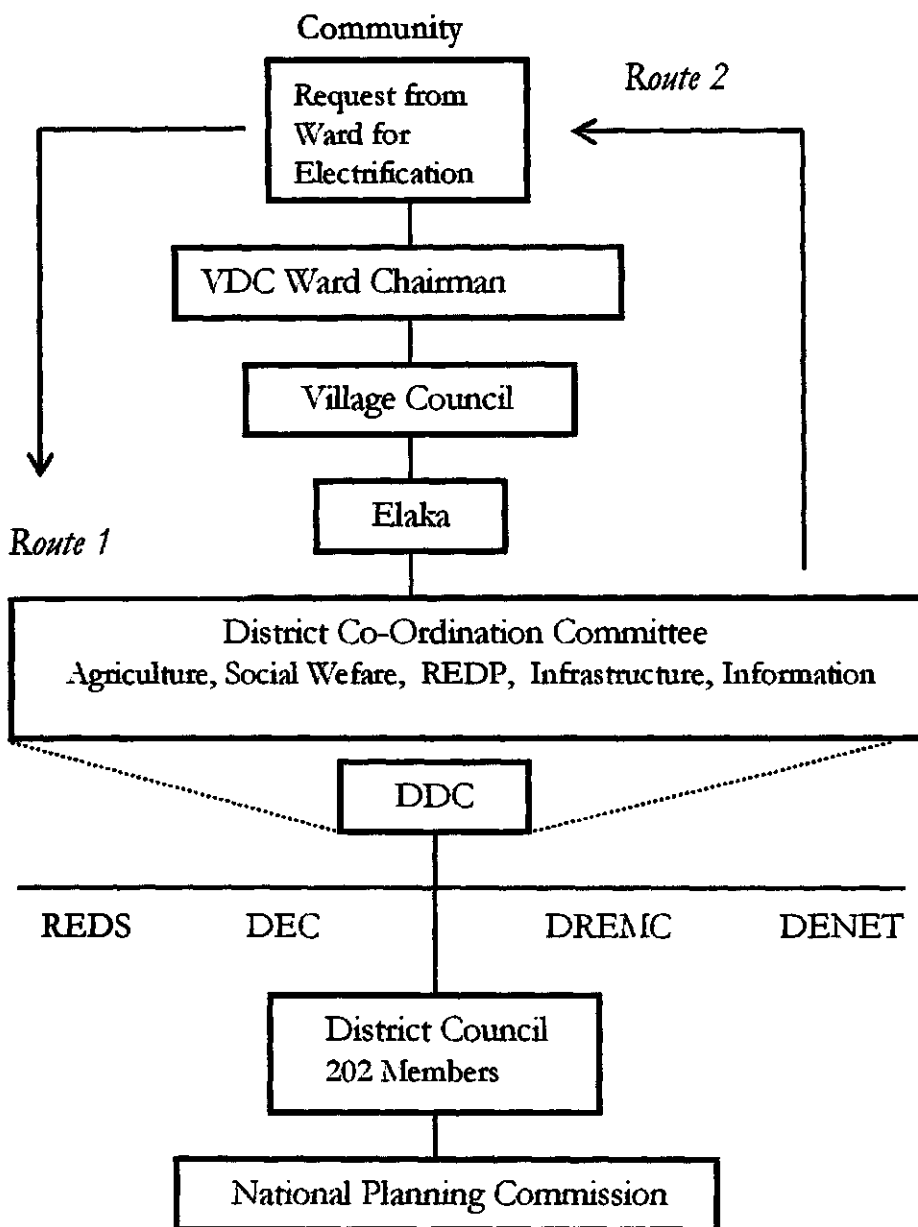 Community
Request from
Ward for
Electrification
Route 2
VDC Ward Chairman
Village Council
Elaka
Route 1
District Co-Ordination Committee
Agriculture, Social Wefare, REDP, Infrastructure, Information
DDC
REDS DEC DREMC DENET
District Council
202 Members
National Planning Commission